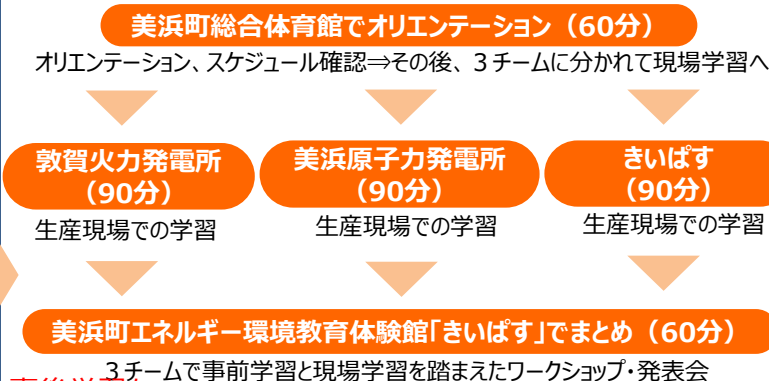 美浜町総合体育館でオリエンテーション（60分）
オリエンテーション、スケジュール確認⇒その後、３チームに分かれて現場学習へ
敦賀火力発電所
（90分）
生産現場での学習
美浜原子力発電所
（90分）
生産現場での学習
きいぱす
（90分）
生産現場での学習
美浜町エネルギー環境教育体験館「きいぱす」でまとめ（60分）
３チームで事前学習と現場学習を踏まえたワークショップ・発表会